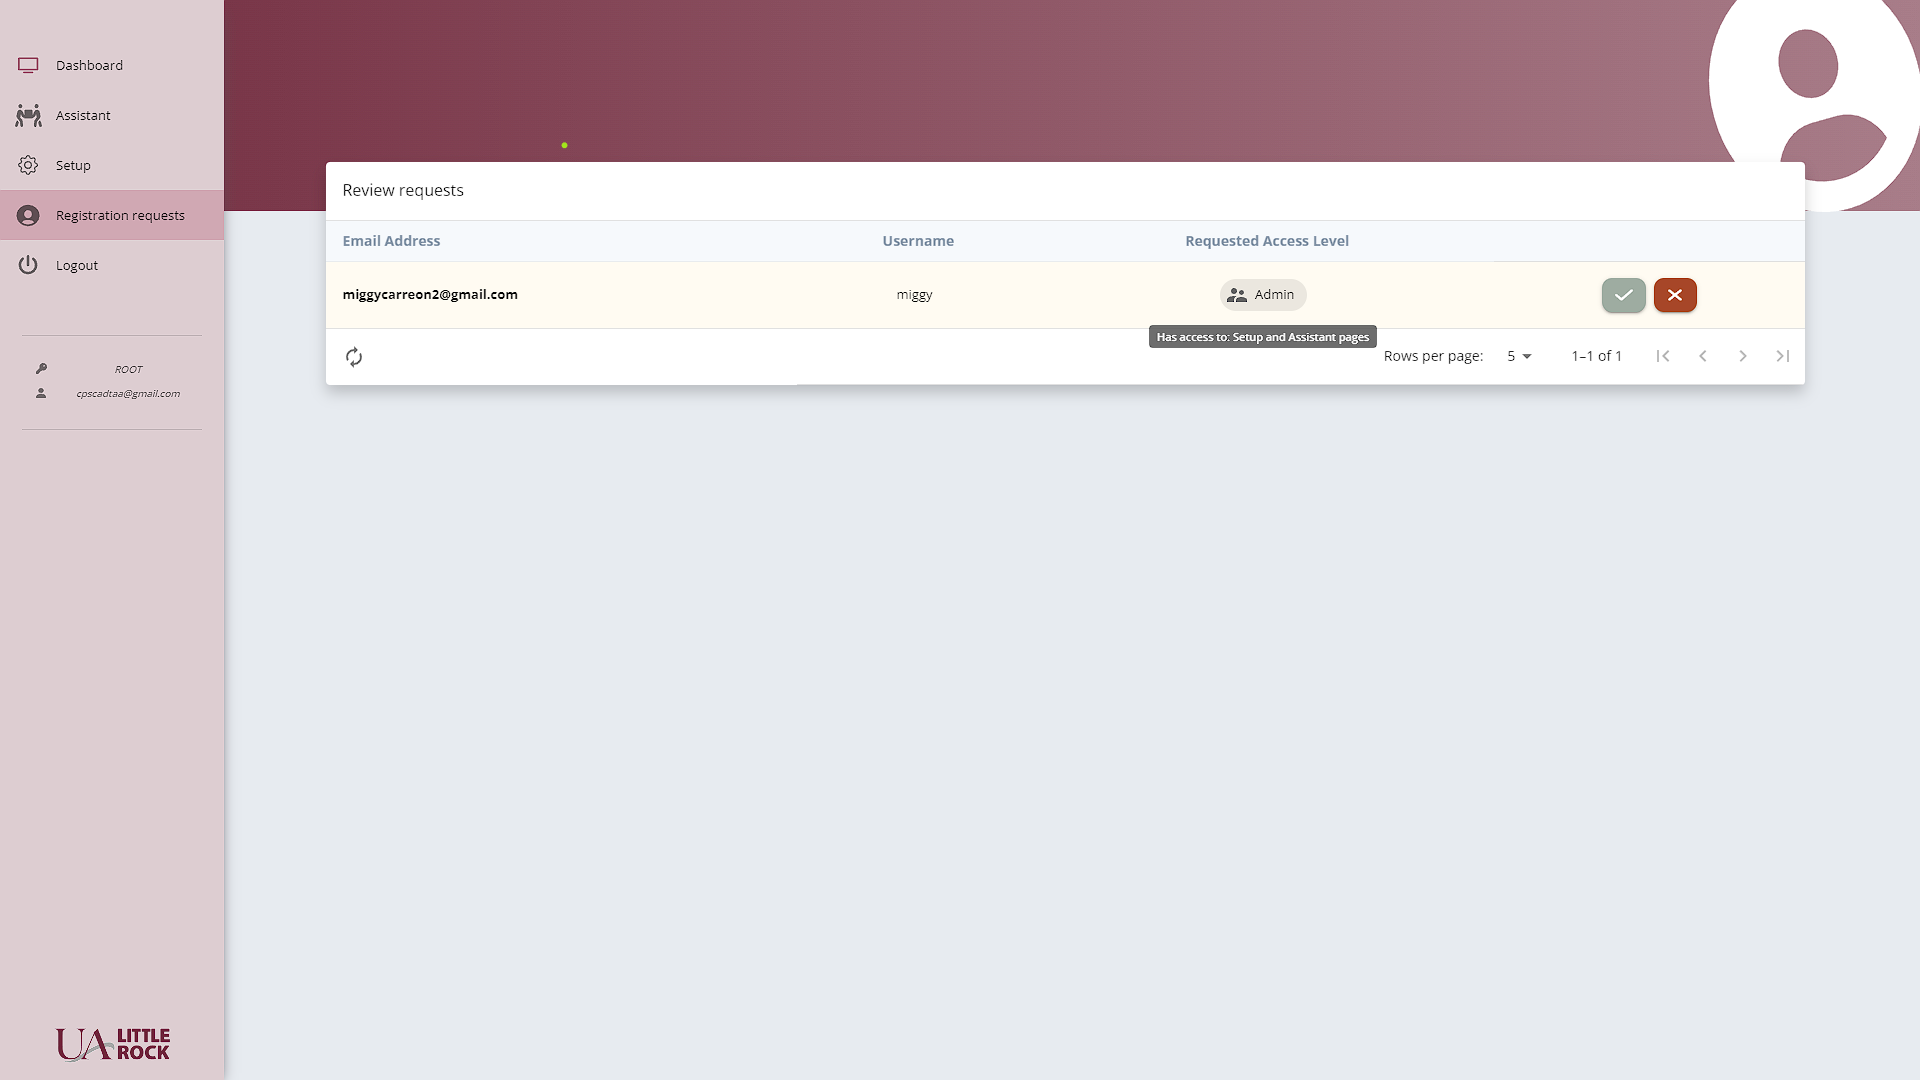 Dashboard
Assistant
Setup
Registration requests
Logout
ROOT
cpscadtaa@gmail.com
UA LITTLE ROCK
Review requests
Email Address Username Requested Access Level
miggycarreon2@gmail.com miggy Admin
Has access to: Setup and Assistant pages
Rows per page: 5 1–1 of 1